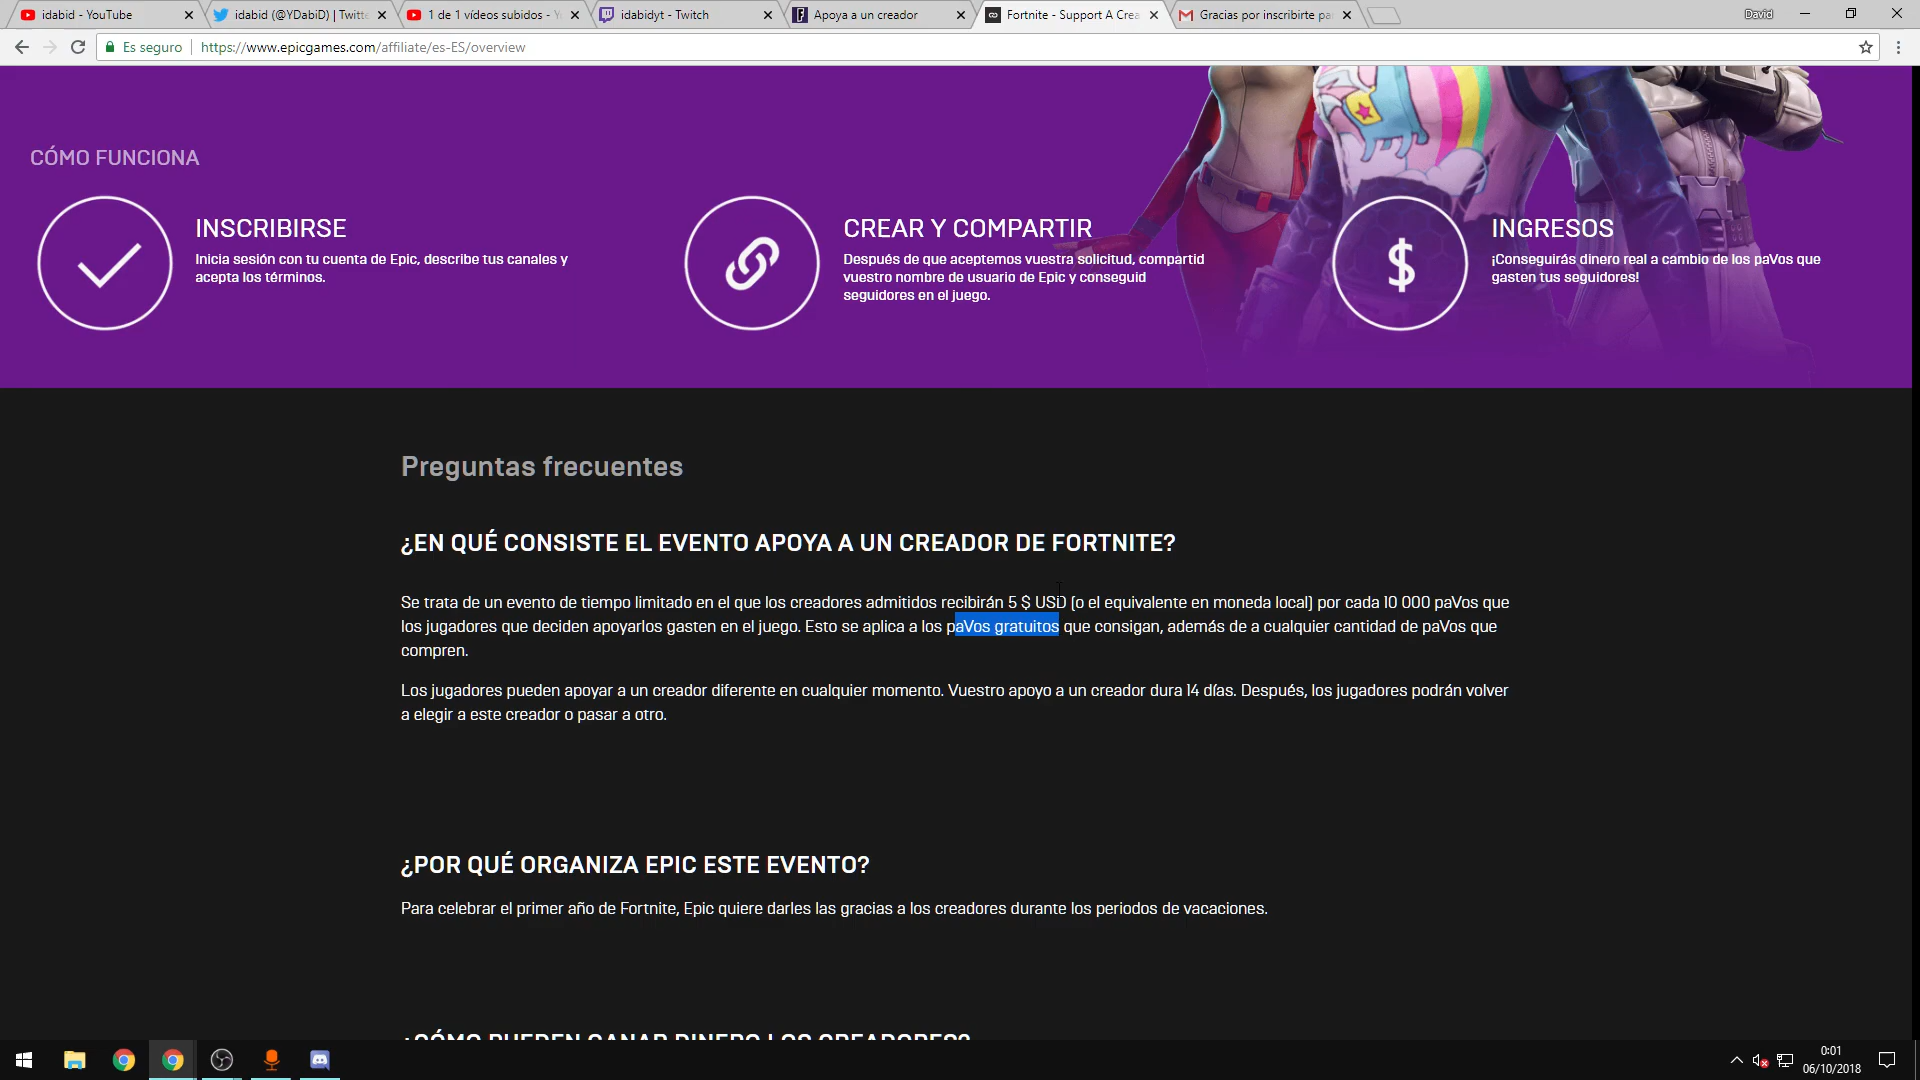 idabid - YouTube
idabid (@YDabiD) | Twitte
1 de 1 vídeos subidos - Y
idabidyt - Twitch
Apoya a un creador
Fortnite - Support A Crea
Gracias por inscribirte pa
David
Es seguro
https://www.epicgames.com/affiliate/es-ES/overview
CÓMO FUNCIONA
INSCRIBIRSE
Inicia sesión con tu cuenta de Epic, describe tus canales y
acepta los términos.
CREAR Y COMPARTIR
Después de que aceptemos vuestra solicitud, compartid
vuestro nombre de usuario de Epic y conseguid
seguidores en el juego.
$
INGRESOS
¡Conseguirás dinero real a cambio de los paVos que
gasten tus seguidores!
Preguntas frecuentes
¿EN QUÉ CONSISTE EL EVENTO APOYA A UN CREADOR DE FORTNITE?
Se trata de un evento de tiempo limitado en el que los creadores admitidos recibirán 5 $ USD (o el equivalente en moneda local) por cada 10 000 paVos que
los jugadores que deciden apoyarlos gasten en el juego. Esto se aplica a los paVos gratuitos que consigan, además de a cualquier cantidad de paVos que
compren.
Los jugadores pueden apoyar a un creador diferente en cualquier momento. Vuestro apoyo a un creador dura 14 días. Después, los jugadores podrán volver
a elegir a este creador o pasar a otro.
¿POR QUÉ ORGANIZA EPIC ESTE EVENTO?
Para celebrar el primer año de Fortnite, Epic quiere darles las gracias a los creadores durante los periodos de vacaciones.
¿CÓMO PUEDEN GANAR DINERO LOS CREADORES?
0:01
06/10/2018